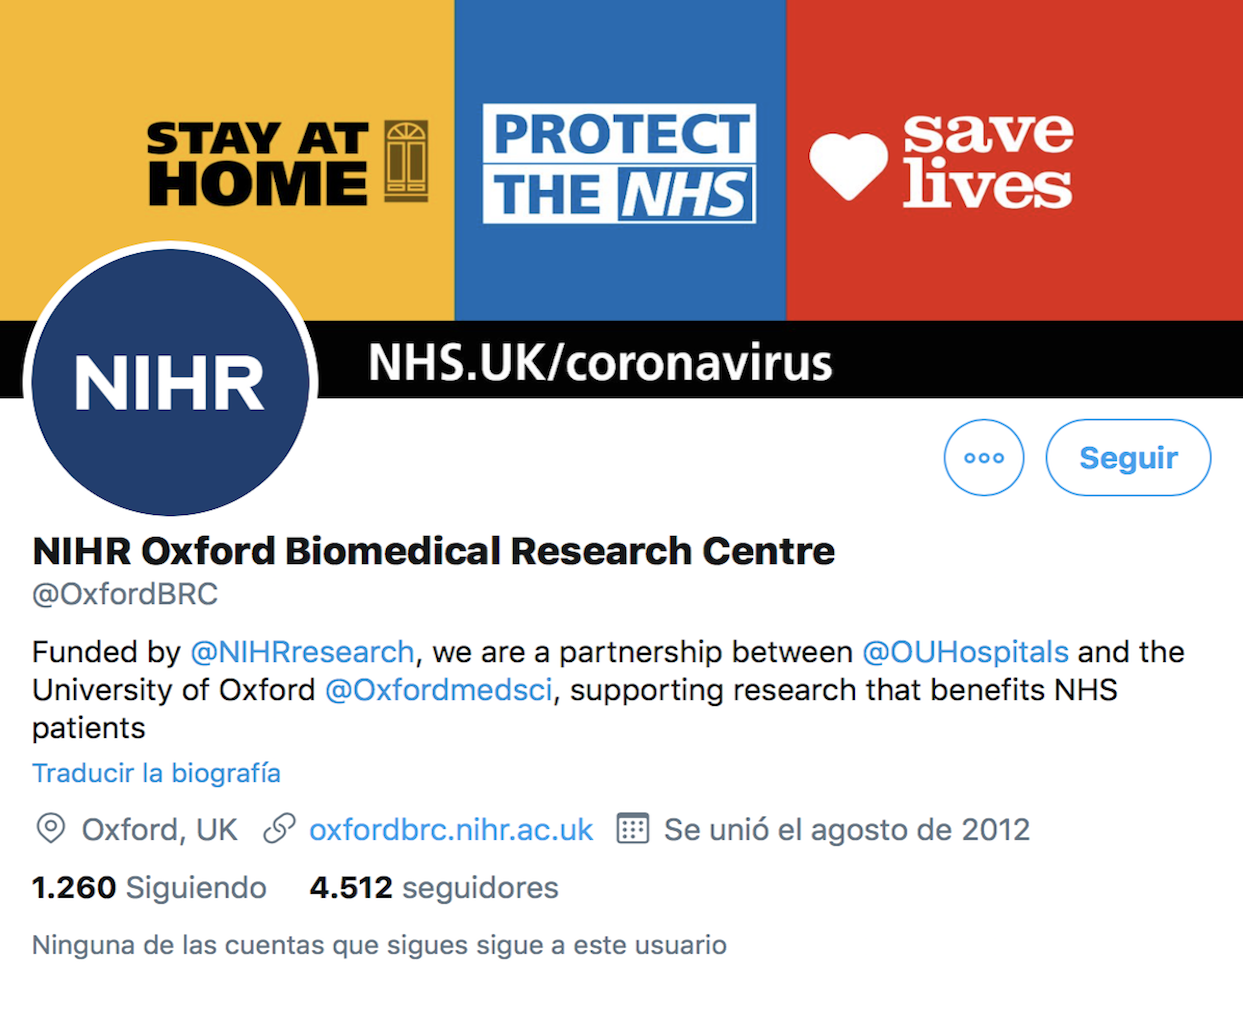 STAY AT
HOME
PROTECT
THE NHS
save
lives
NHS.UK/coronavirus
NIHR
Seguir
NIHR Oxford Biomedical Research Centre
@OxfordBRC
Funded by @NIHRresearch, we are a partnership between @OUHospitals and the
University of Oxford @Oxfordmedsci, supporting research that benefits NHS
patients
Traducir la biografía
Oxford, UK oxfordbrc.nihr.ac.uk Se unió el agosto de 2012
1.260 Siguiendo 4.512 seguidores
Ninguna de las cuentas que sigues sigue a este usuario